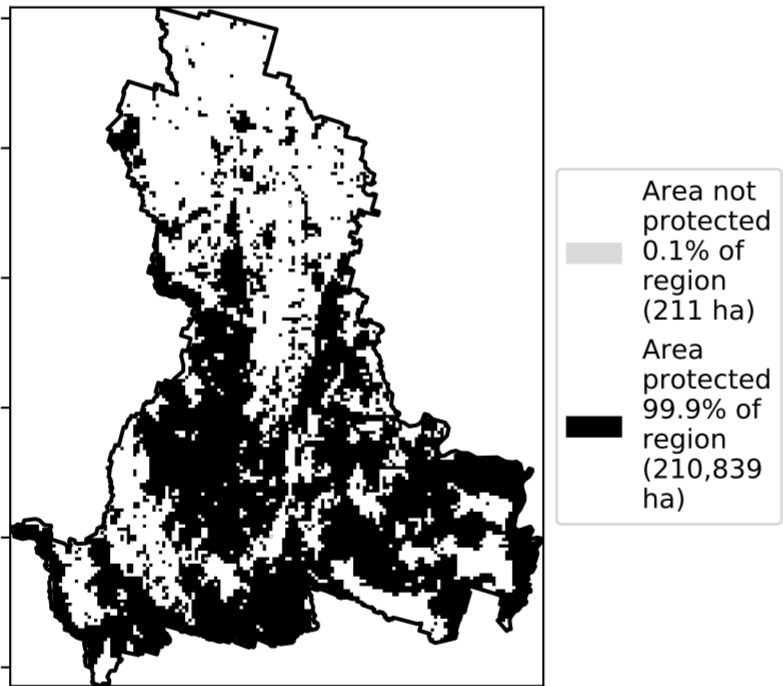 Area not
protected
0.1% of
region
(211 ha)
Area
protected
99.9% of
region
(210,839
ha)